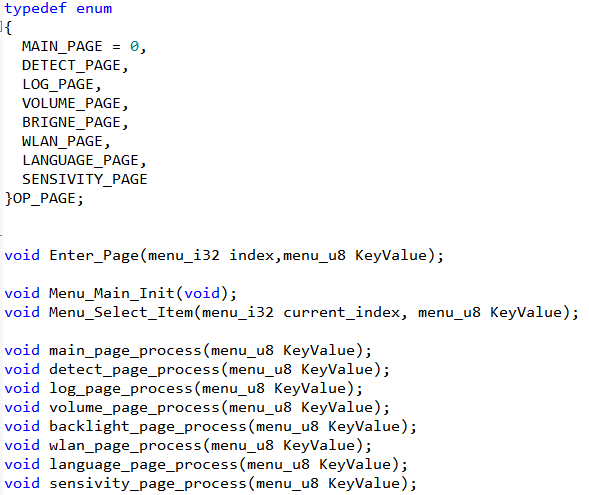 typedef enum
{
  MAIN_PAGE = 0,
  DETECT_PAGE,
  LOG_PAGE,
  VOLUME_PAGE,
  BRIGNE_PAGE,
  WLAN_PAGE,
  LANGUAGE_PAGE,
  SENSIVITY_PAGE
}OP_PAGE;
void Enter_Page(menu_i32 index,menu_u8 KeyValue);
void Menu_Main_Init(void);
void Menu_Select_Item(menu_i32 current_index, menu_u8 KeyValue);
void main_page_process(menu_u8 KeyValue);
void detect_page_process(menu_u8 KeyValue);
void log_page_process(menu_u8 KeyValue);
void volume_page_process(menu_u8 KeyValue);
void backlight_page_process(menu_u8 KeyValue);
void wlan_page_process(menu_u8 KeyValue);
void language_page_process(menu_u8 KeyValue);
void sensivity_page_process(menu_u8 KeyValue);